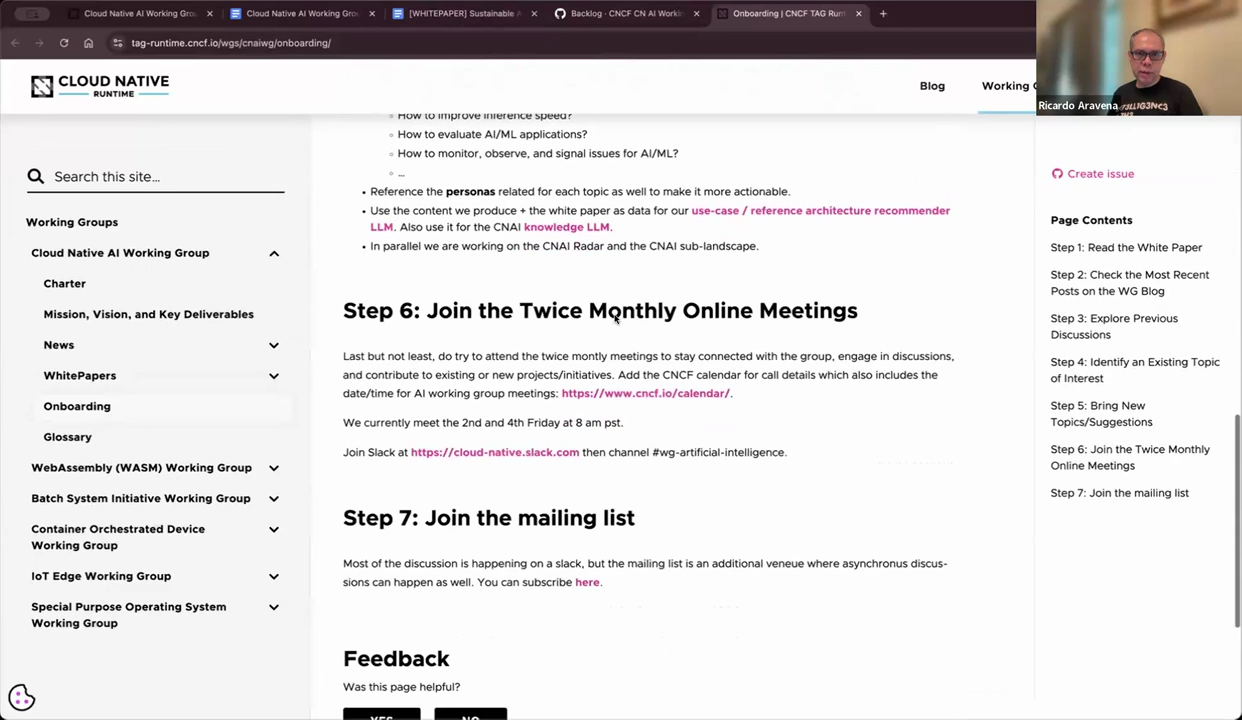 Cloud Native AI Working Gro
Cloud Native AI Working Gro
[WHITEPAPER] Sustainable A
Backlog · CNCF CN AI Workin
Onboarding | CNCF TAG Run
tag-runtime.cncf.io/wgs/cnaiwg/onboarding/
CLOUD NATIVE
RUNTIME
Blog
Working G
Ricardo Aravena
Search this site…
Working Groups
Cloud Native AI Working Group
Charter
Mission, Vision, and Key Deliverables
News
WhitePapers
Onboarding
Glossary
WebAssembly (WASM) Working Group
Batch System Initiative Working Group
Container Orchestrated Device
Working Group
IoT Edge Working Group
Special Purpose Operating System
Working Group
How to improve inference speed?
How to evaluate AI/ML applications?
How to monitor, observe, and signal issues for AI/ML?
…
Reference the personas related for each topic as well to make it more actionable.
Use the content we produce + the white paper as data for our use-case / reference architecture recommender
LLM. Also use it for the CNAI knowledge LLM.
In parallel we are working on the CNAI Radar and the CNAI sub-landscape.
Step 6: Join the Twice Monthly Online Meetings
Last but not least, do try to attend the twice montly meetings to stay connected with the group, engage in discussions,
and contribute to existing or new projects/initiatives. Add the CNCF calendar for call details which also includes the
date/time for AI working group meetings: https://www.cncf.io/calendar/.
We currently meet the 2nd and 4th Friday at 8 am pst.
Join Slack at https://cloud-native.slack.com then channel #wg-artificial-intelligence.
Step 7: Join the mailing list
Most of the discussion is happening on a slack, but the mailing list is an additional veneue where asynchronus discus-
sions can happen as well. You can subscribe here.
Feedback
Was this page helpful?
YES
NO
Create issue
Page Contents
Step 1: Read the White Paper
Step 2: Check the Most Recent
Posts on the WG Blog
Step 3: Explore Previous
Discussions
Step 4: Identify an Existing Topic
of Interest
Step 5: Bring New
Topics/Suggestions
Step 6: Join the Twice Monthly
Online Meetings
Step 7: Join the mailing list